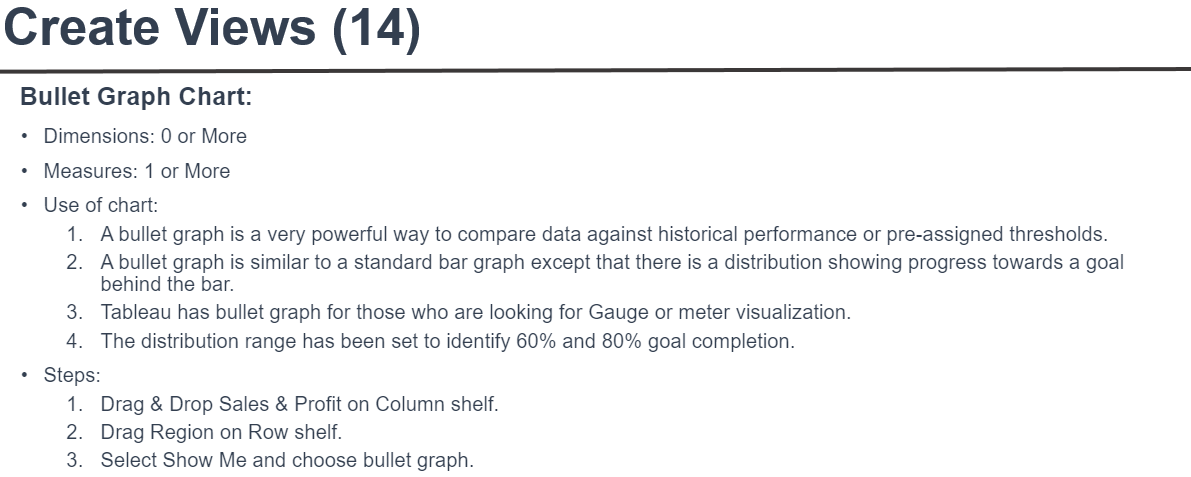 Create Views (14)
Bullet Graph Chart:
• Dimensions: 0 or More
• Measures: 1 or More
• Use of chart:
1. A bullet graph is a very powerful way to compare data against historical performance or pre-assigned thresholds.
2. A bullet graph is similar to a standard bar graph except that there is a distribution showing progress towards a goal
behind the bar.
3. Tableau has bullet graph for those who are looking for Gauge or meter visualization.
4. The distribution range has been set to identify 60% and 80% goal completion.
• Steps:
1. Drag & Drop Sales & Profit on Column shelf.
2. Drag Region on Row shelf.
3. Select Show Me and choose bullet graph.